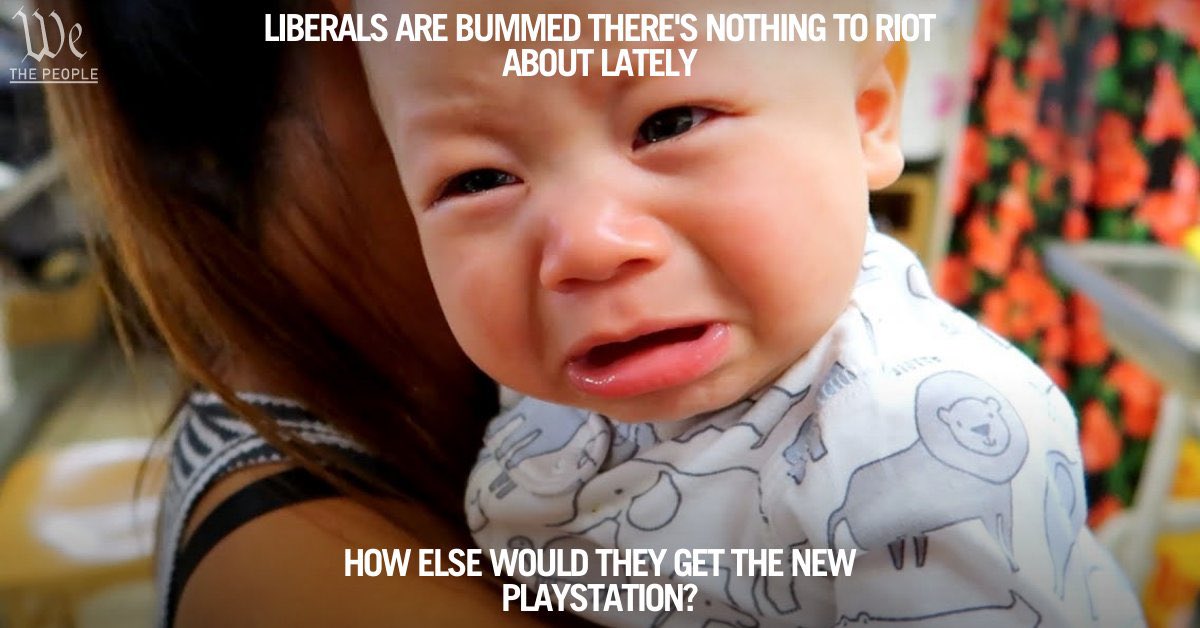 We
THE PEOPLE
LIBERALS ARE BUMMED THERE'S NOTHING TO RIOT
ABOUT LATELY
HOW ELSE WOULD THEY GET THE NEW
PLAYSTATION?